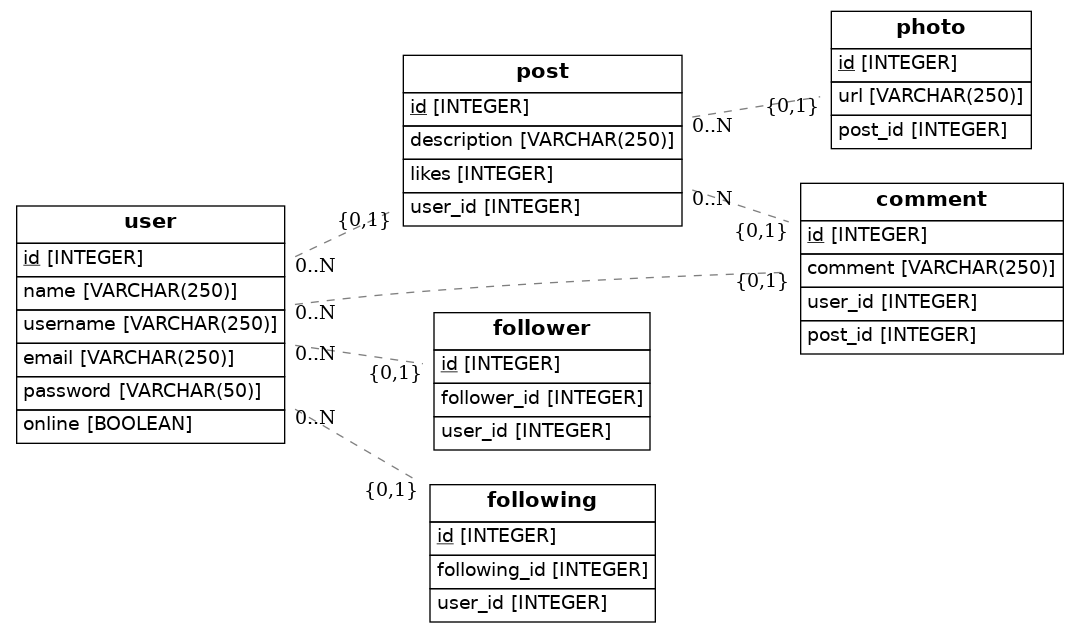 user
id [INTEGER]
name [VARCHAR(250)]
username [VARCHAR(250)]
email [VARCHAR(250)]
password [VARCHAR(50)]
online [BOOLEAN]
{0,1}
0..N
{0,1}
0..N
0..N
{0,1}
0..N
{0,1}
post
id [INTEGER]
description [VARCHAR(250)]
likes [INTEGER]
user_id [INTEGER]
0..N
{0,1}
0..N
{0,1}
follower
id [INTEGER]
follower_id [INTEGER]
user_id [INTEGER]
following
id [INTEGER]
following_id [INTEGER]
user_id [INTEGER]
photo
id [INTEGER]
url [VARCHAR(250)]
post_id [INTEGER]
comment
id [INTEGER]
comment [VARCHAR(250)]
user_id [INTEGER]
post_id [INTEGER]